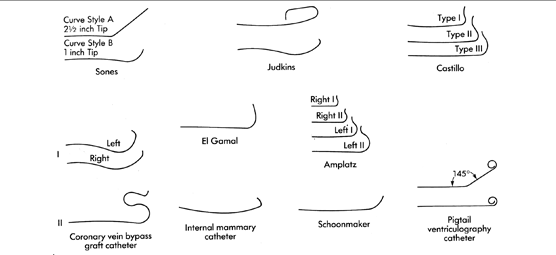 Curve Style A
2½ inch Tip
Curve Style B
1 inch Tip
Sones
Judkins
Type I
Type II
Type III
Castillo
I
Left
Right
El Gamal
Right I
Right II
Left I
Left II
Amplatz
II
Coronary vein bypass
graft catheter
Internal mammary
catheter
Schoonmaker
145°
Pigtail
ventriculography
catheter